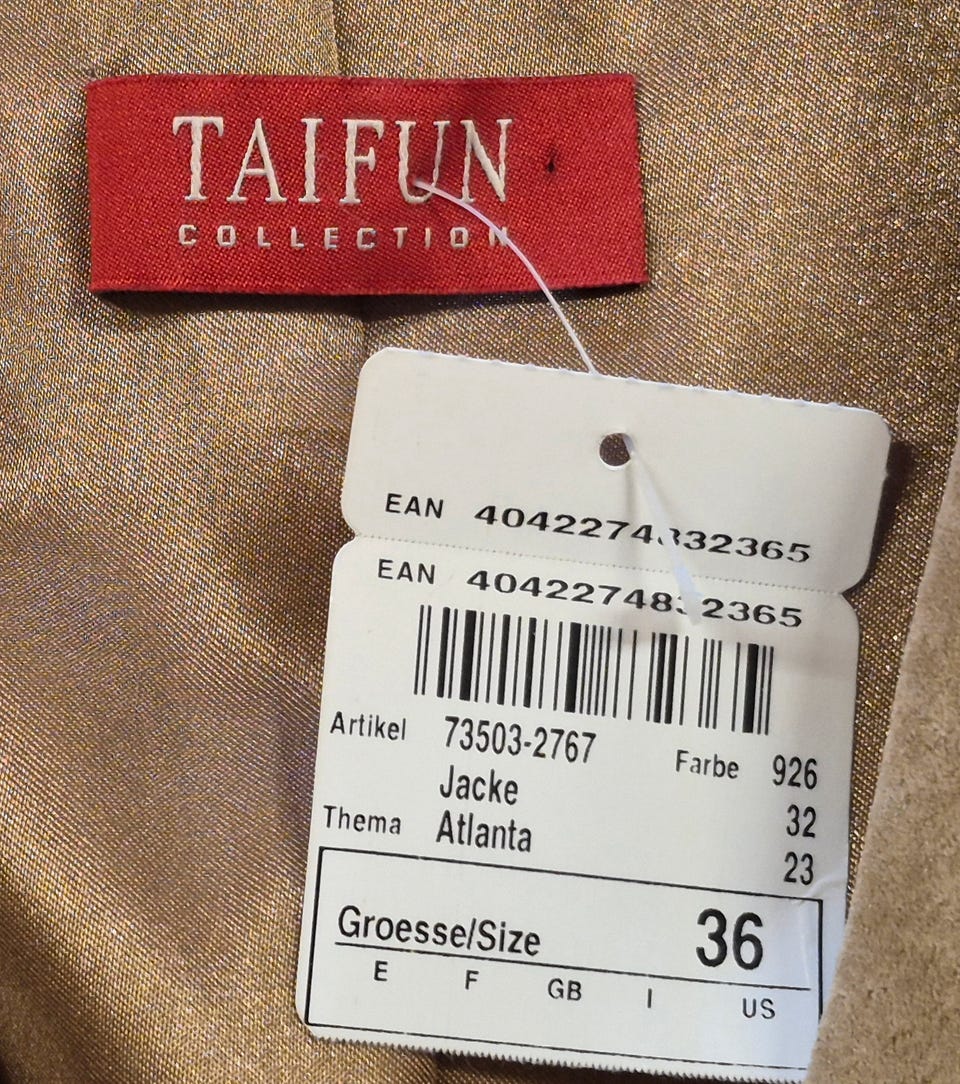 TAIFUN
COLLECTION
EAN 4042274832365
EAN 4042274832365
Artikel 73503-2767 Farbe 926
Jacke 32
Thema Atlanta 23
Groesse/Size 36
E F GB I US